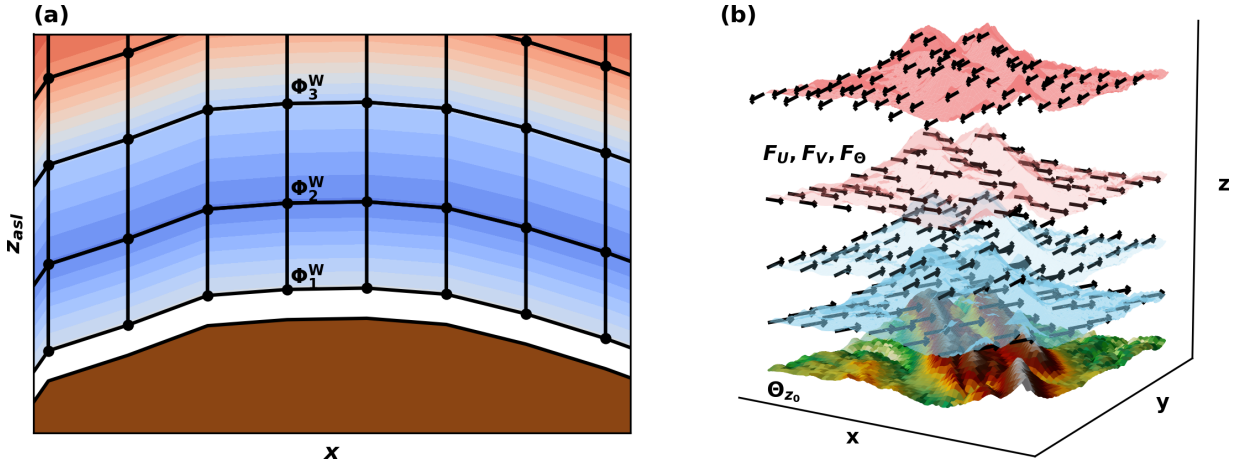 (a)
Φ₃ᵂ
Φ₂ᵂ
Φ₁ᵂ
z_asl
x
(b)
F_U, F_V, F_Θ
Θ_z₀
x
y
z